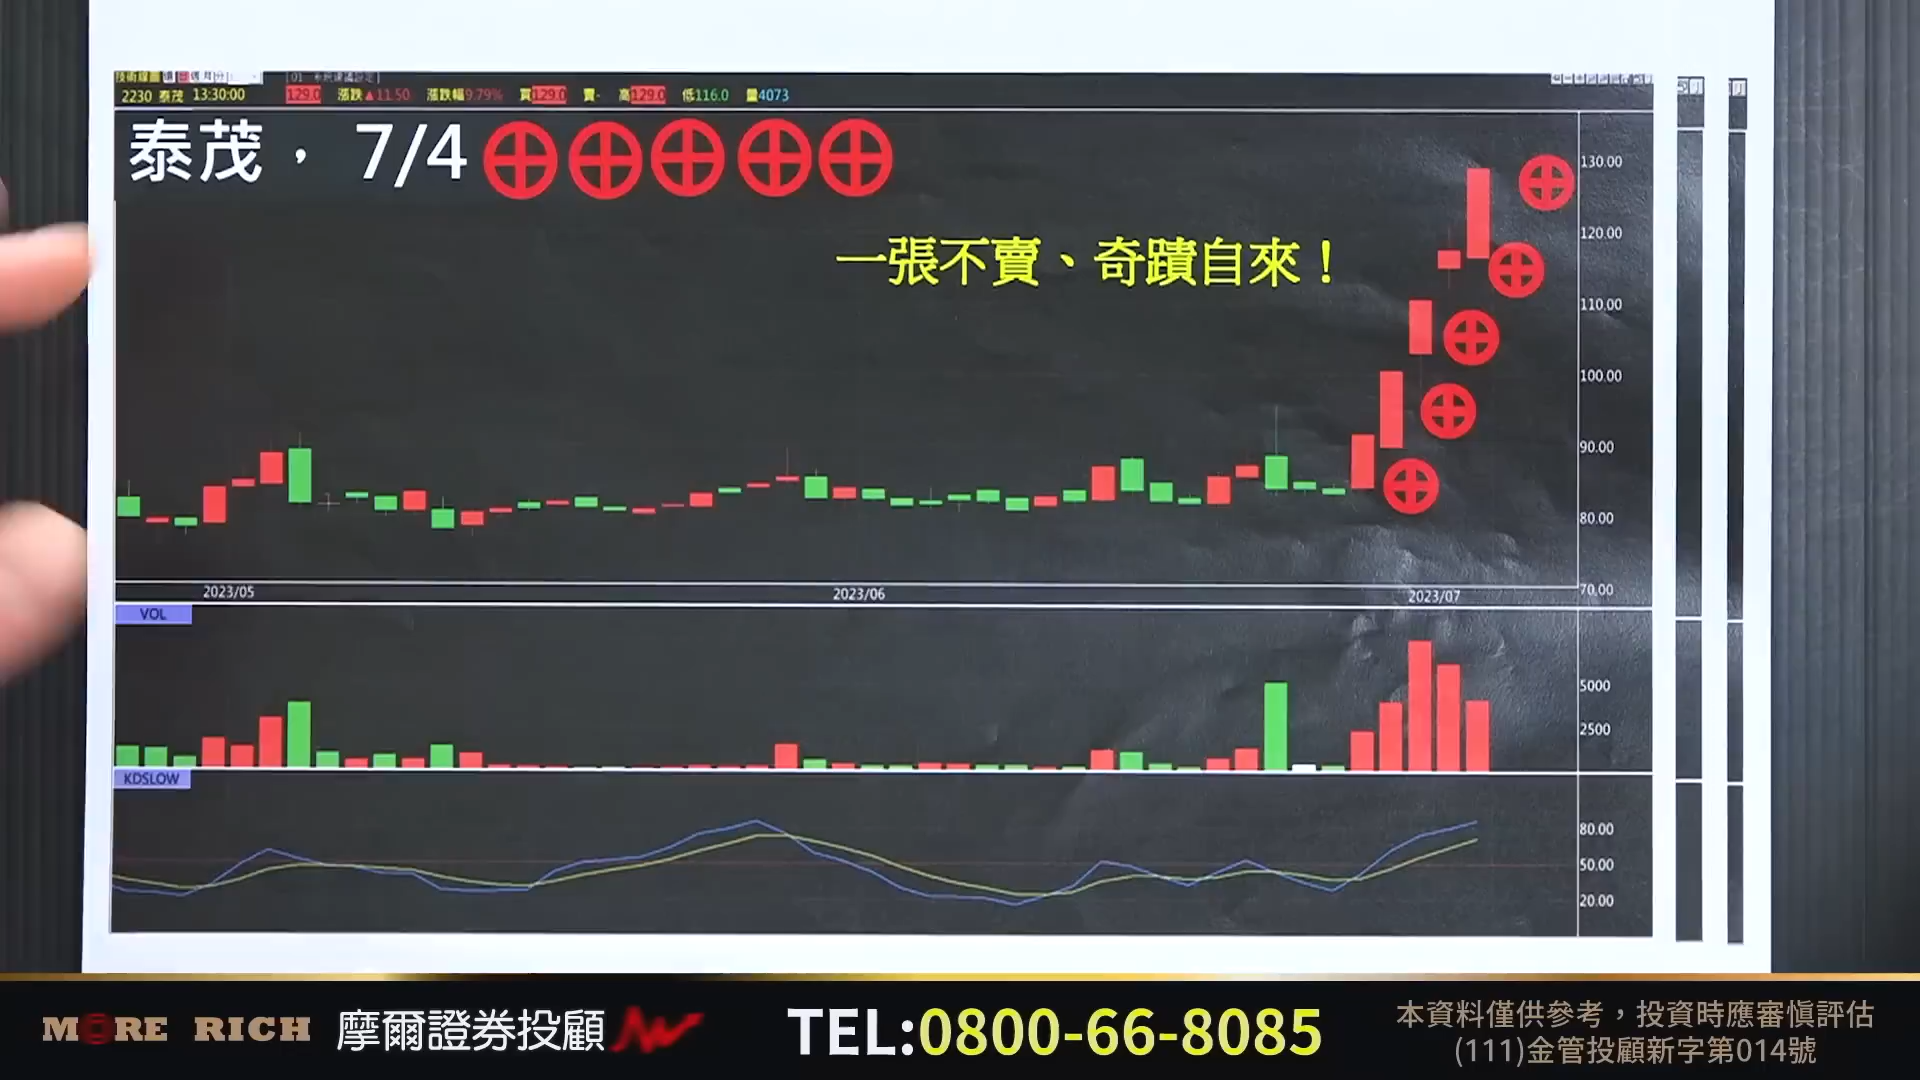 技術線圖
2230 泰茂 13:30:00 129.0 漲跌▲11.50 漲跌幅9.79% 買129.0 賣- 高129.0 低116.0 量4073
泰茂， 7/4
一張不賣、奇蹟自來！
130.00
120.00
110.00
100.00
90.00
80.00
70.00
2023/05 2023/06 2023/07
VOL
5000
2500
KDSLOW
80.00
50.00
20.00
MORE RICH 摩爾證券投顧
TEL:0800-66-8085
本資料僅供參考，投資時應審慎評估
(111)金管投顧新字第014號